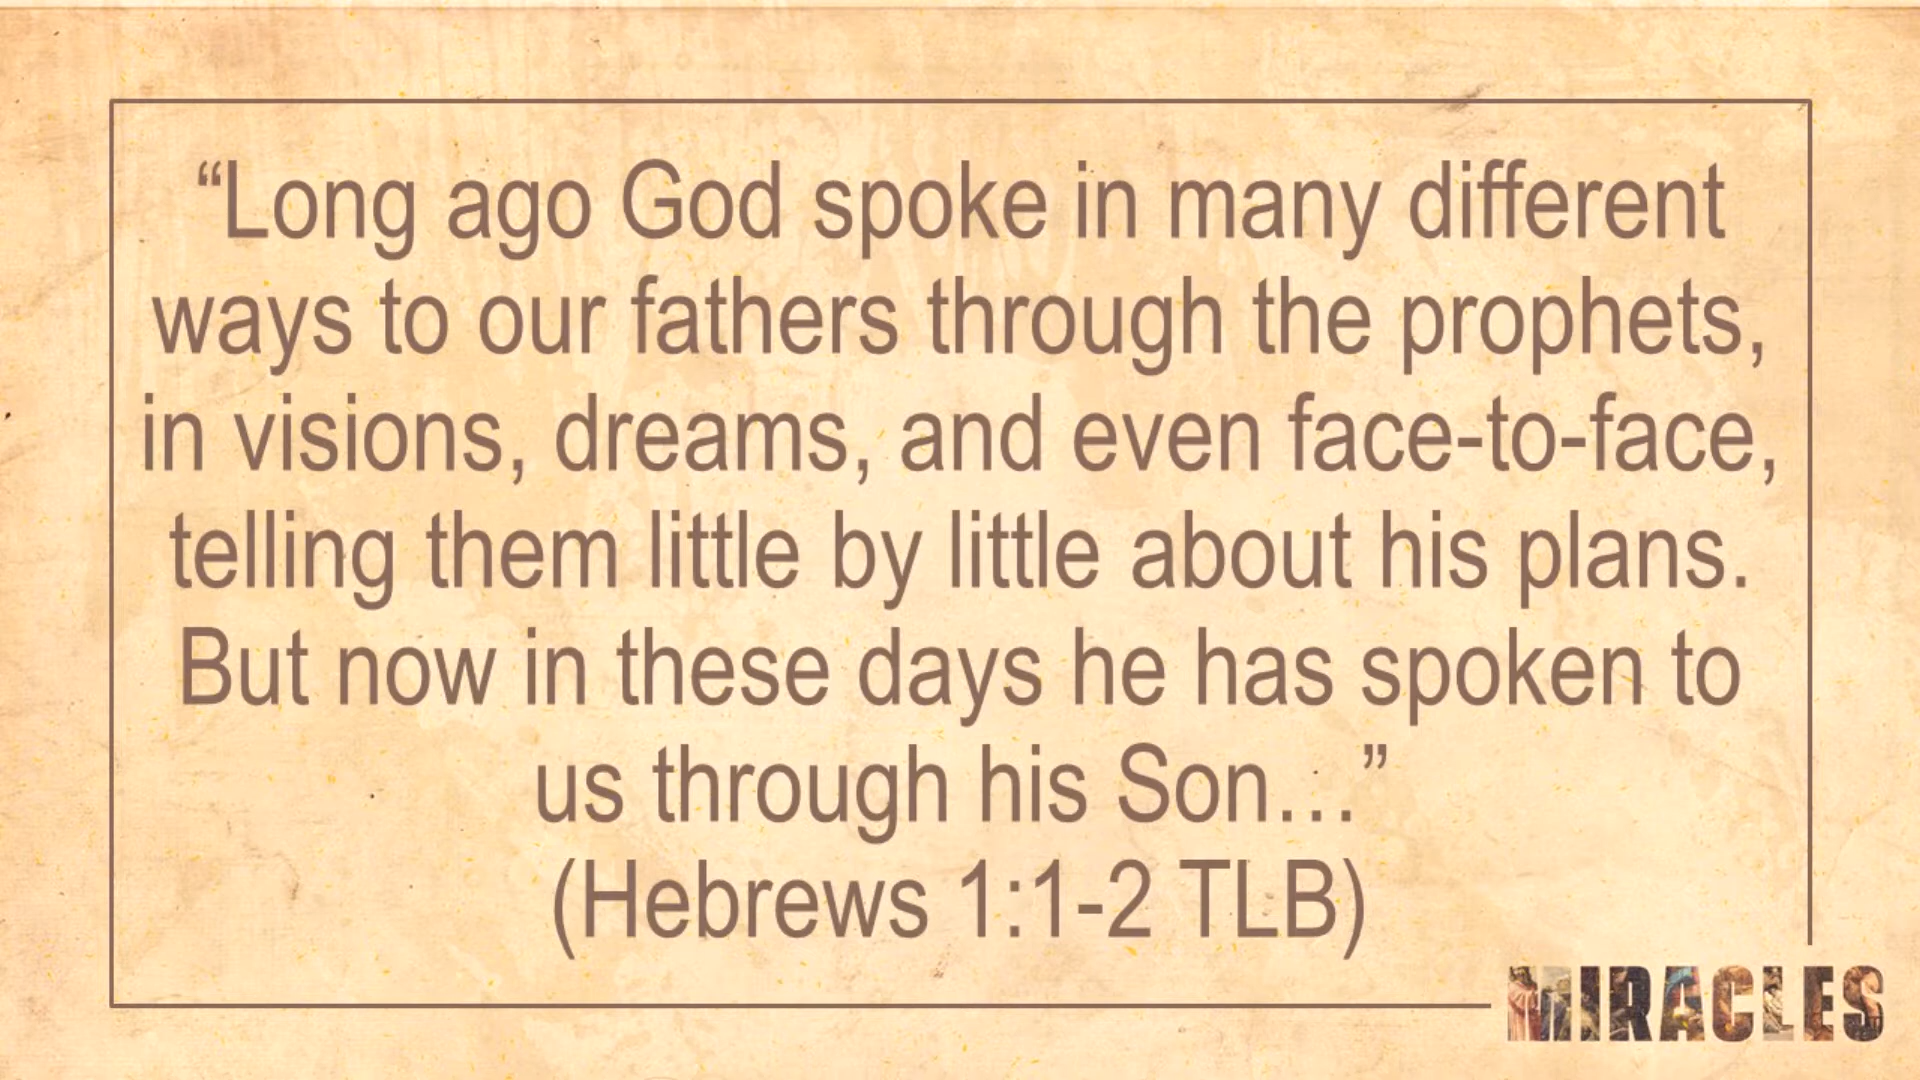 “Long ago God spoke in many different
ways to our fathers through the prophets,
in visions, dreams, and even face-to-face,
telling them little by little about his plans.
But now in these days he has spoken to
us through his Son…”
(Hebrews 1:1-2 TLB)
MIRACLES